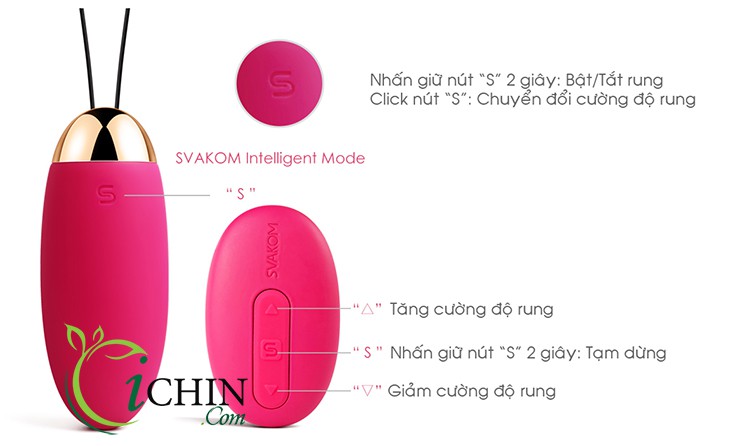 Nhấn giữ nút “S” 2 giây: Bật/Tắt rung
Click nút “S”: Chuyển đổi cường độ rung
S
SVAKOM Intelligent Mode
S
“ S ”
SVAKOM
“△” Tăng cường độ rung
S
“ S ” Nhấn giữ nút “S” 2 giây: Tạm dừng
“▽” Giảm cường độ rung
iCHIN
.Com